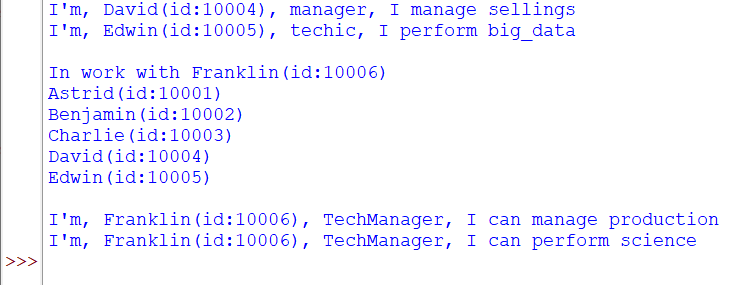 I'm, David(id:10004), manager, I manage sellings
I'm, Edwin(id:10005), techic, I perform big_data
In work with Franklin(id:10006)
Astrid(id:10001)
Benjamin(id:10002)
Charlie(id:10003)
David(id:10004)
Edwin(id:10005)
I'm, Franklin(id:10006), TechManager, I can manage production
I'm, Franklin(id:10006), TechManager, I can perform science
>>>